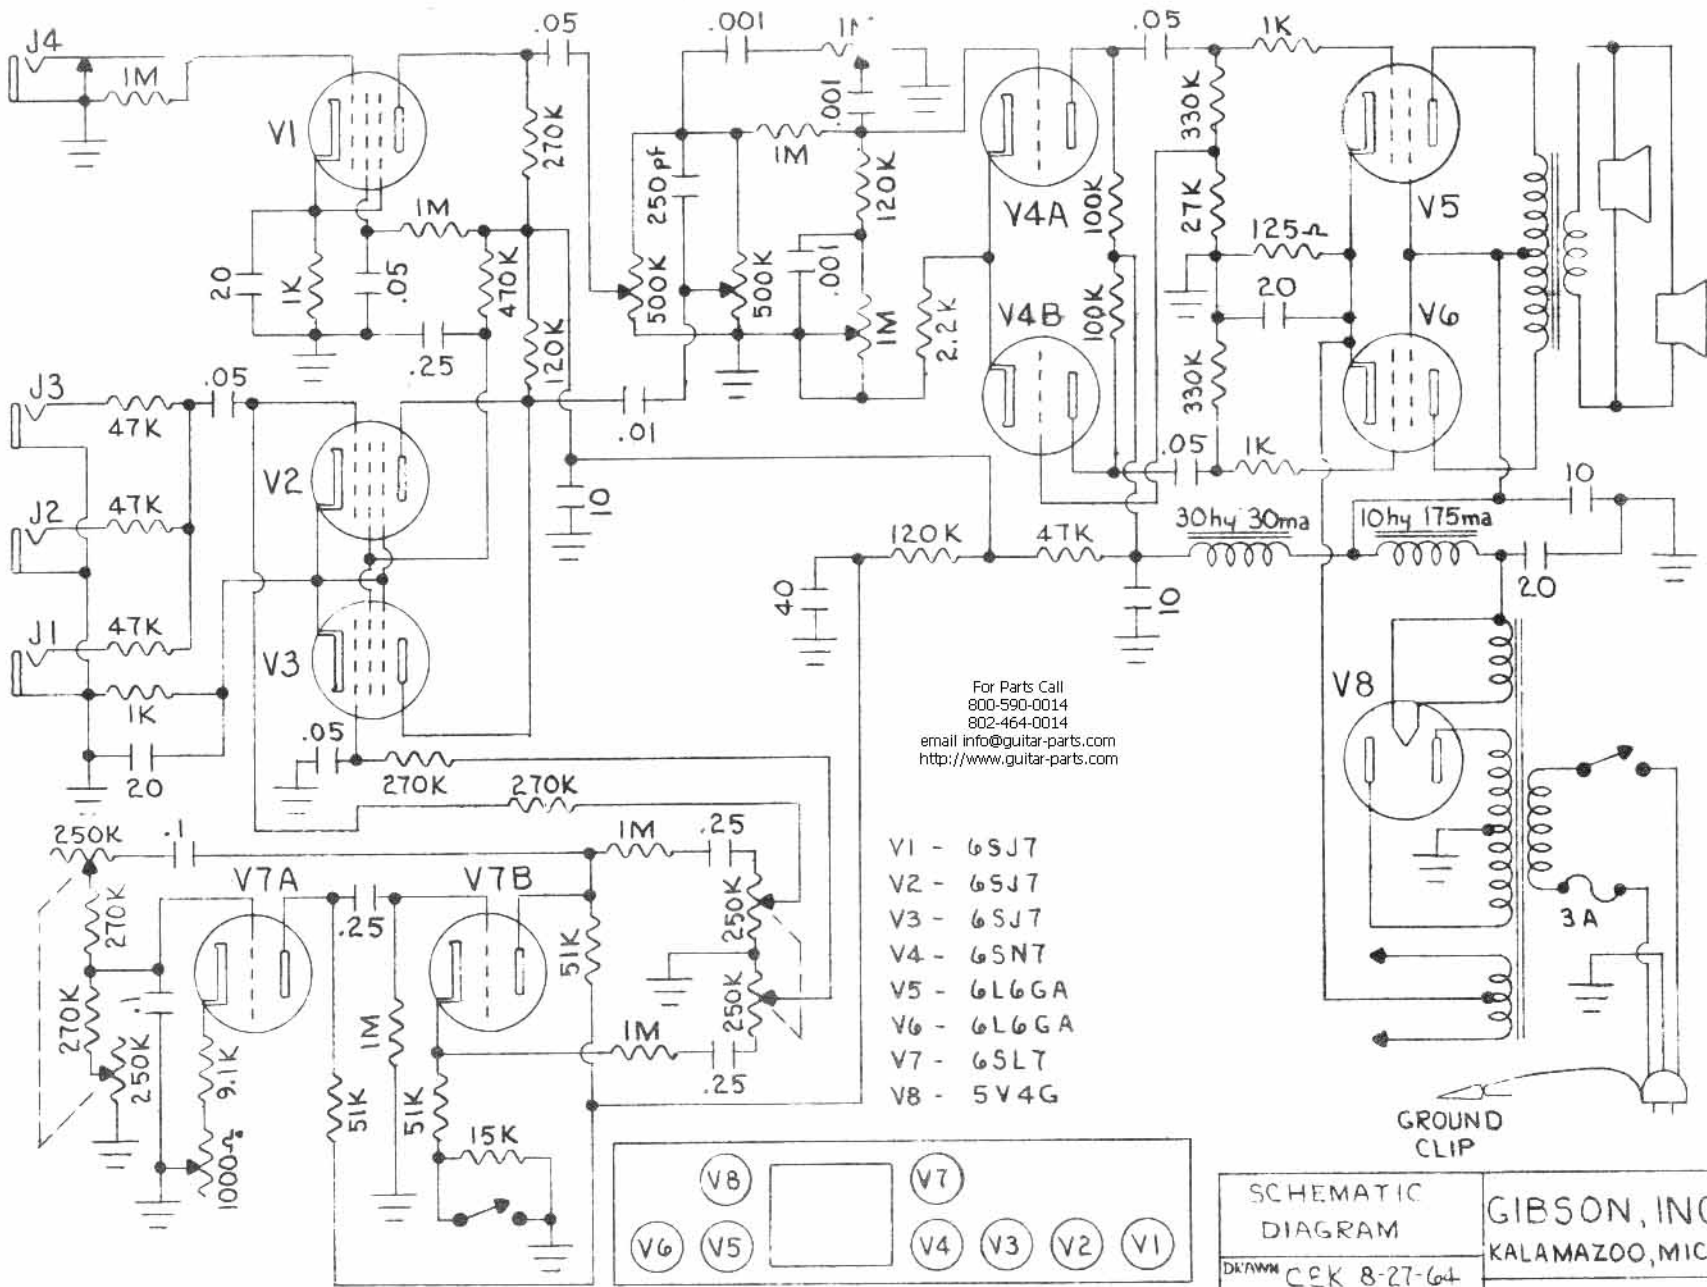 J4
1M
V1
.05
270K
20
1K
.05
1M
470K
.25
120K
.001
.001
1M
250pf
500K
500K
120K
.001
1M
2.2K
.01
V4A
V4B
100K
100K
.05
1K
330K
27K
125Ω
20
330K
.05
1K
V5
V6
J3
47K
.05
J2
47K
J1
47K
1K
20
V2
V3
.05
270K
270K
10
120K
47K
40
10
30hy 30ma
10hy 175ma
10
20
V8
3A
For Parts Call
800-590-0014
802-464-0014
email info@guitar-parts.com
http://www.guitar-parts.com
250K
.1
270K
270K
.1
250K
V7A
9.1K
1000Ω
.25
51K
1M
V7B
51K
15K
51K
1M
.25
250K
250K
1M
.25
V1 - 6SJ7
V2 - 6SJ7
V3 - 6SJ7
V4 - 6SN7
V5 - 6L6GA
V6 - 6L6GA
V7 - 6SL7
V8 - 5V4G
GROUND
CLIP
V8
V7
V6
V5
V4
V3
V2
V1
SCHEMATIC
DIAGRAM
DRAWN CEK 8-27-64
GIBSON, INC
KALAMAZOO, MIC